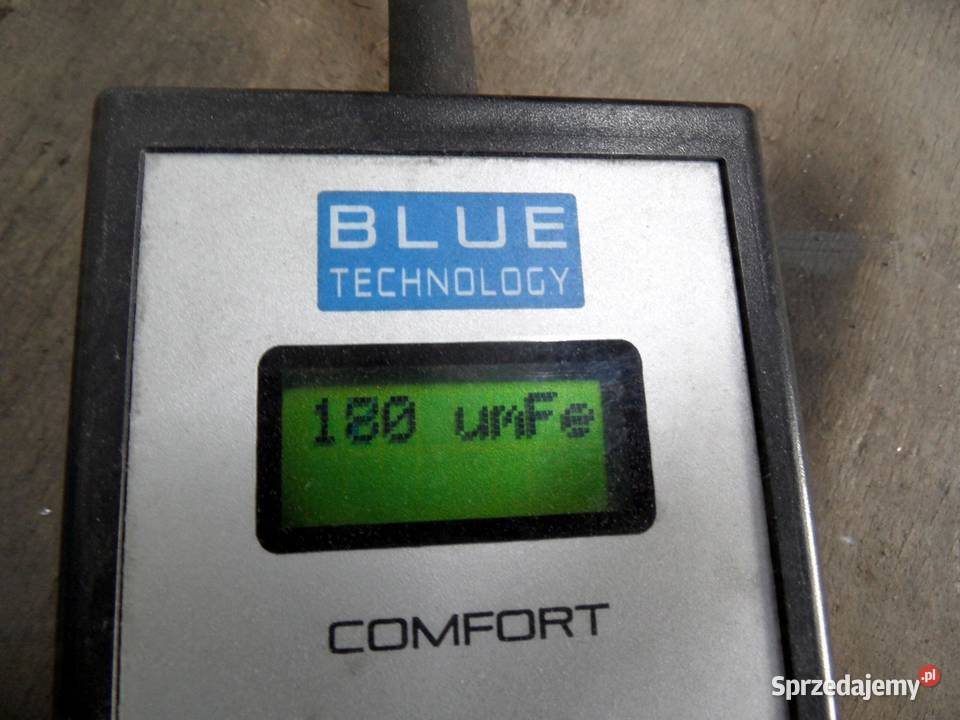 BLUE
TECHNOLOGY
180 umFe
COMFORT
Sprzedajemy.pl